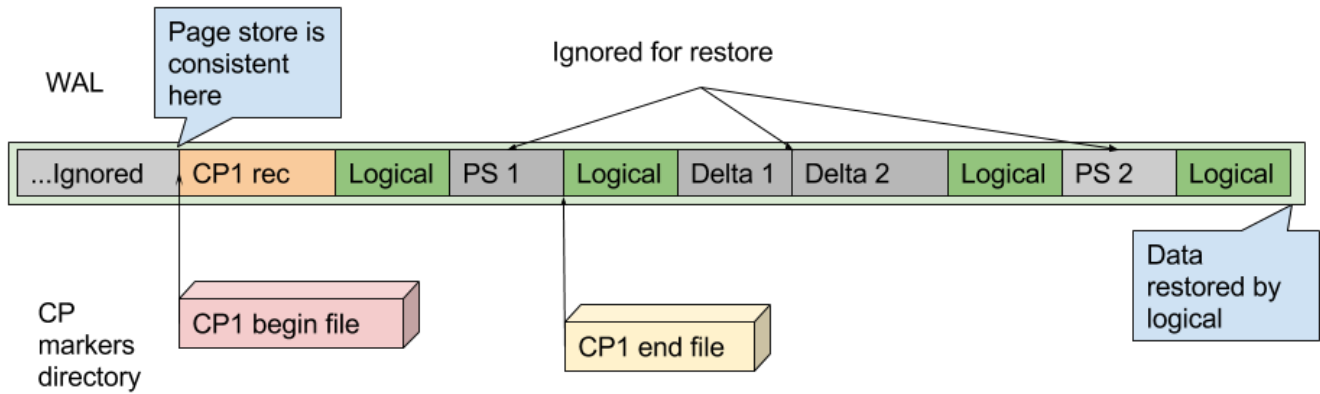 Page store is
consistent
here
Ignored for restore
WAL
...Ignored
CP1 rec
Logical
PS 1
Logical
Delta 1
Delta 2
Logical
PS 2
Logical
Data
restored by
logical
CP1 begin file
CP1 end file
CP
markers
directory